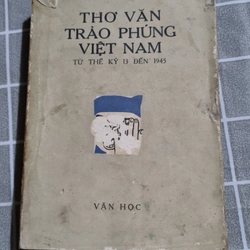 THƠ VĂN
TRÀO PHÚNG
VIỆT NAM
TỪ THẾ KỶ 13 ĐẾN 1945
VĂN HỌC